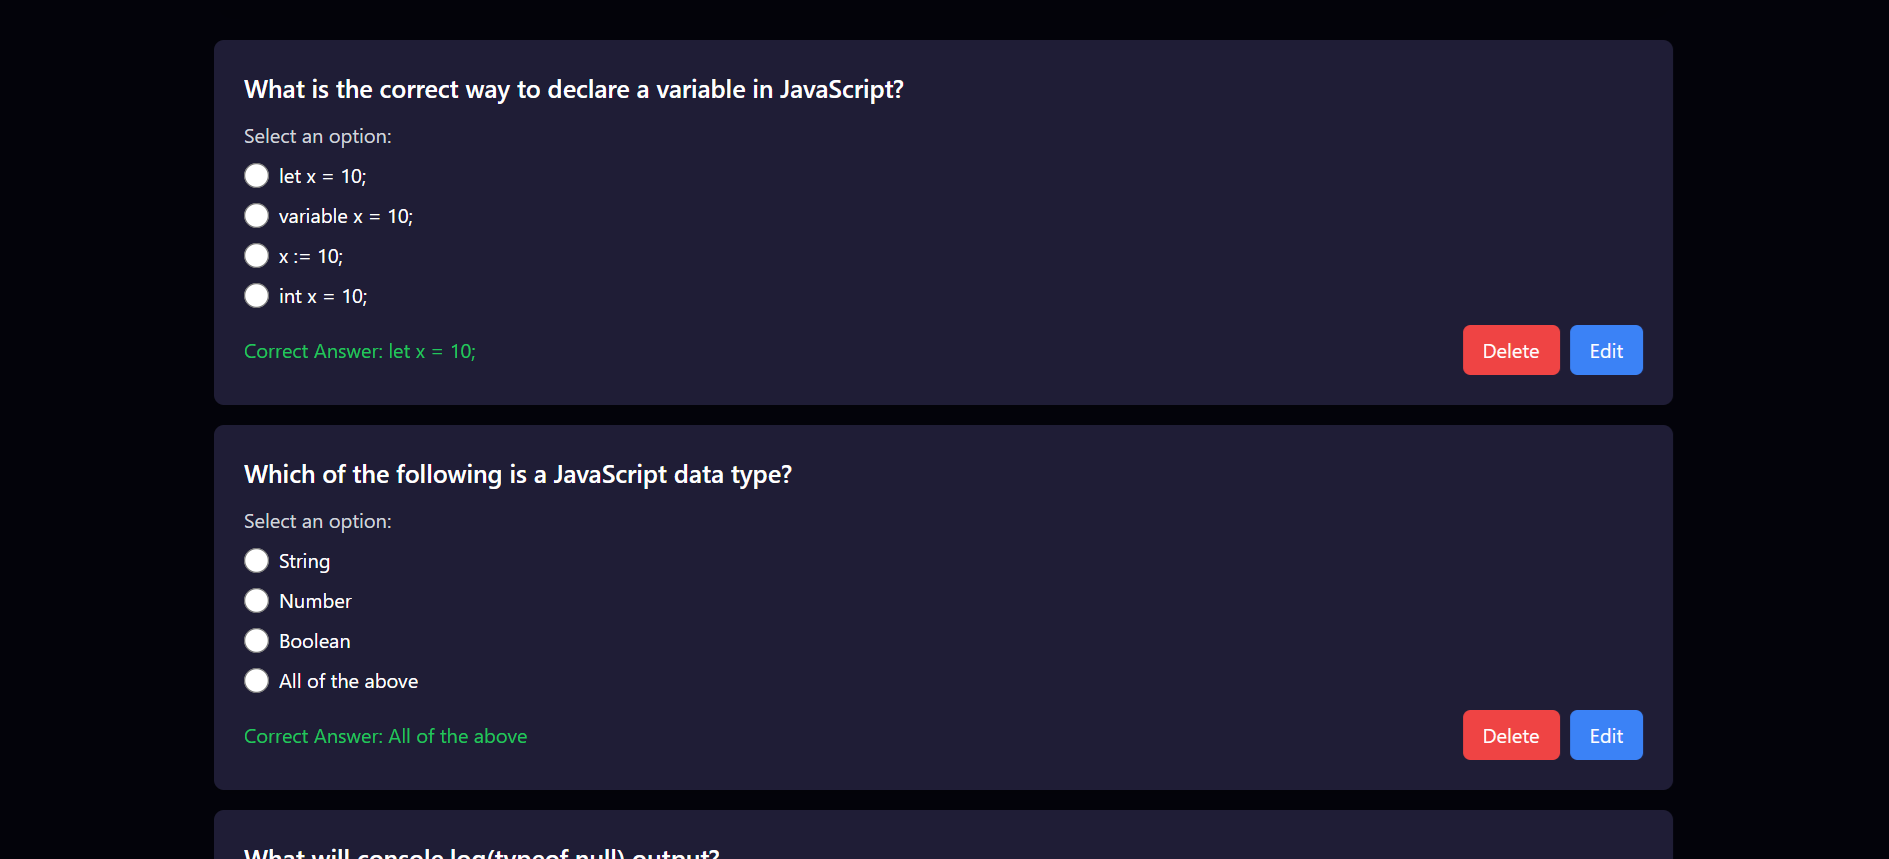 What is the correct way to declare a variable in JavaScript?
Select an option:
let x = 10;
variable x = 10;
x := 10;
int x = 10;
Correct Answer: let x = 10;
Delete
Edit
Which of the following is a JavaScript data type?
Select an option:
String
Number
Boolean
All of the above
Correct Answer: All of the above
Delete
Edit
What will console.log(typeof null) output?